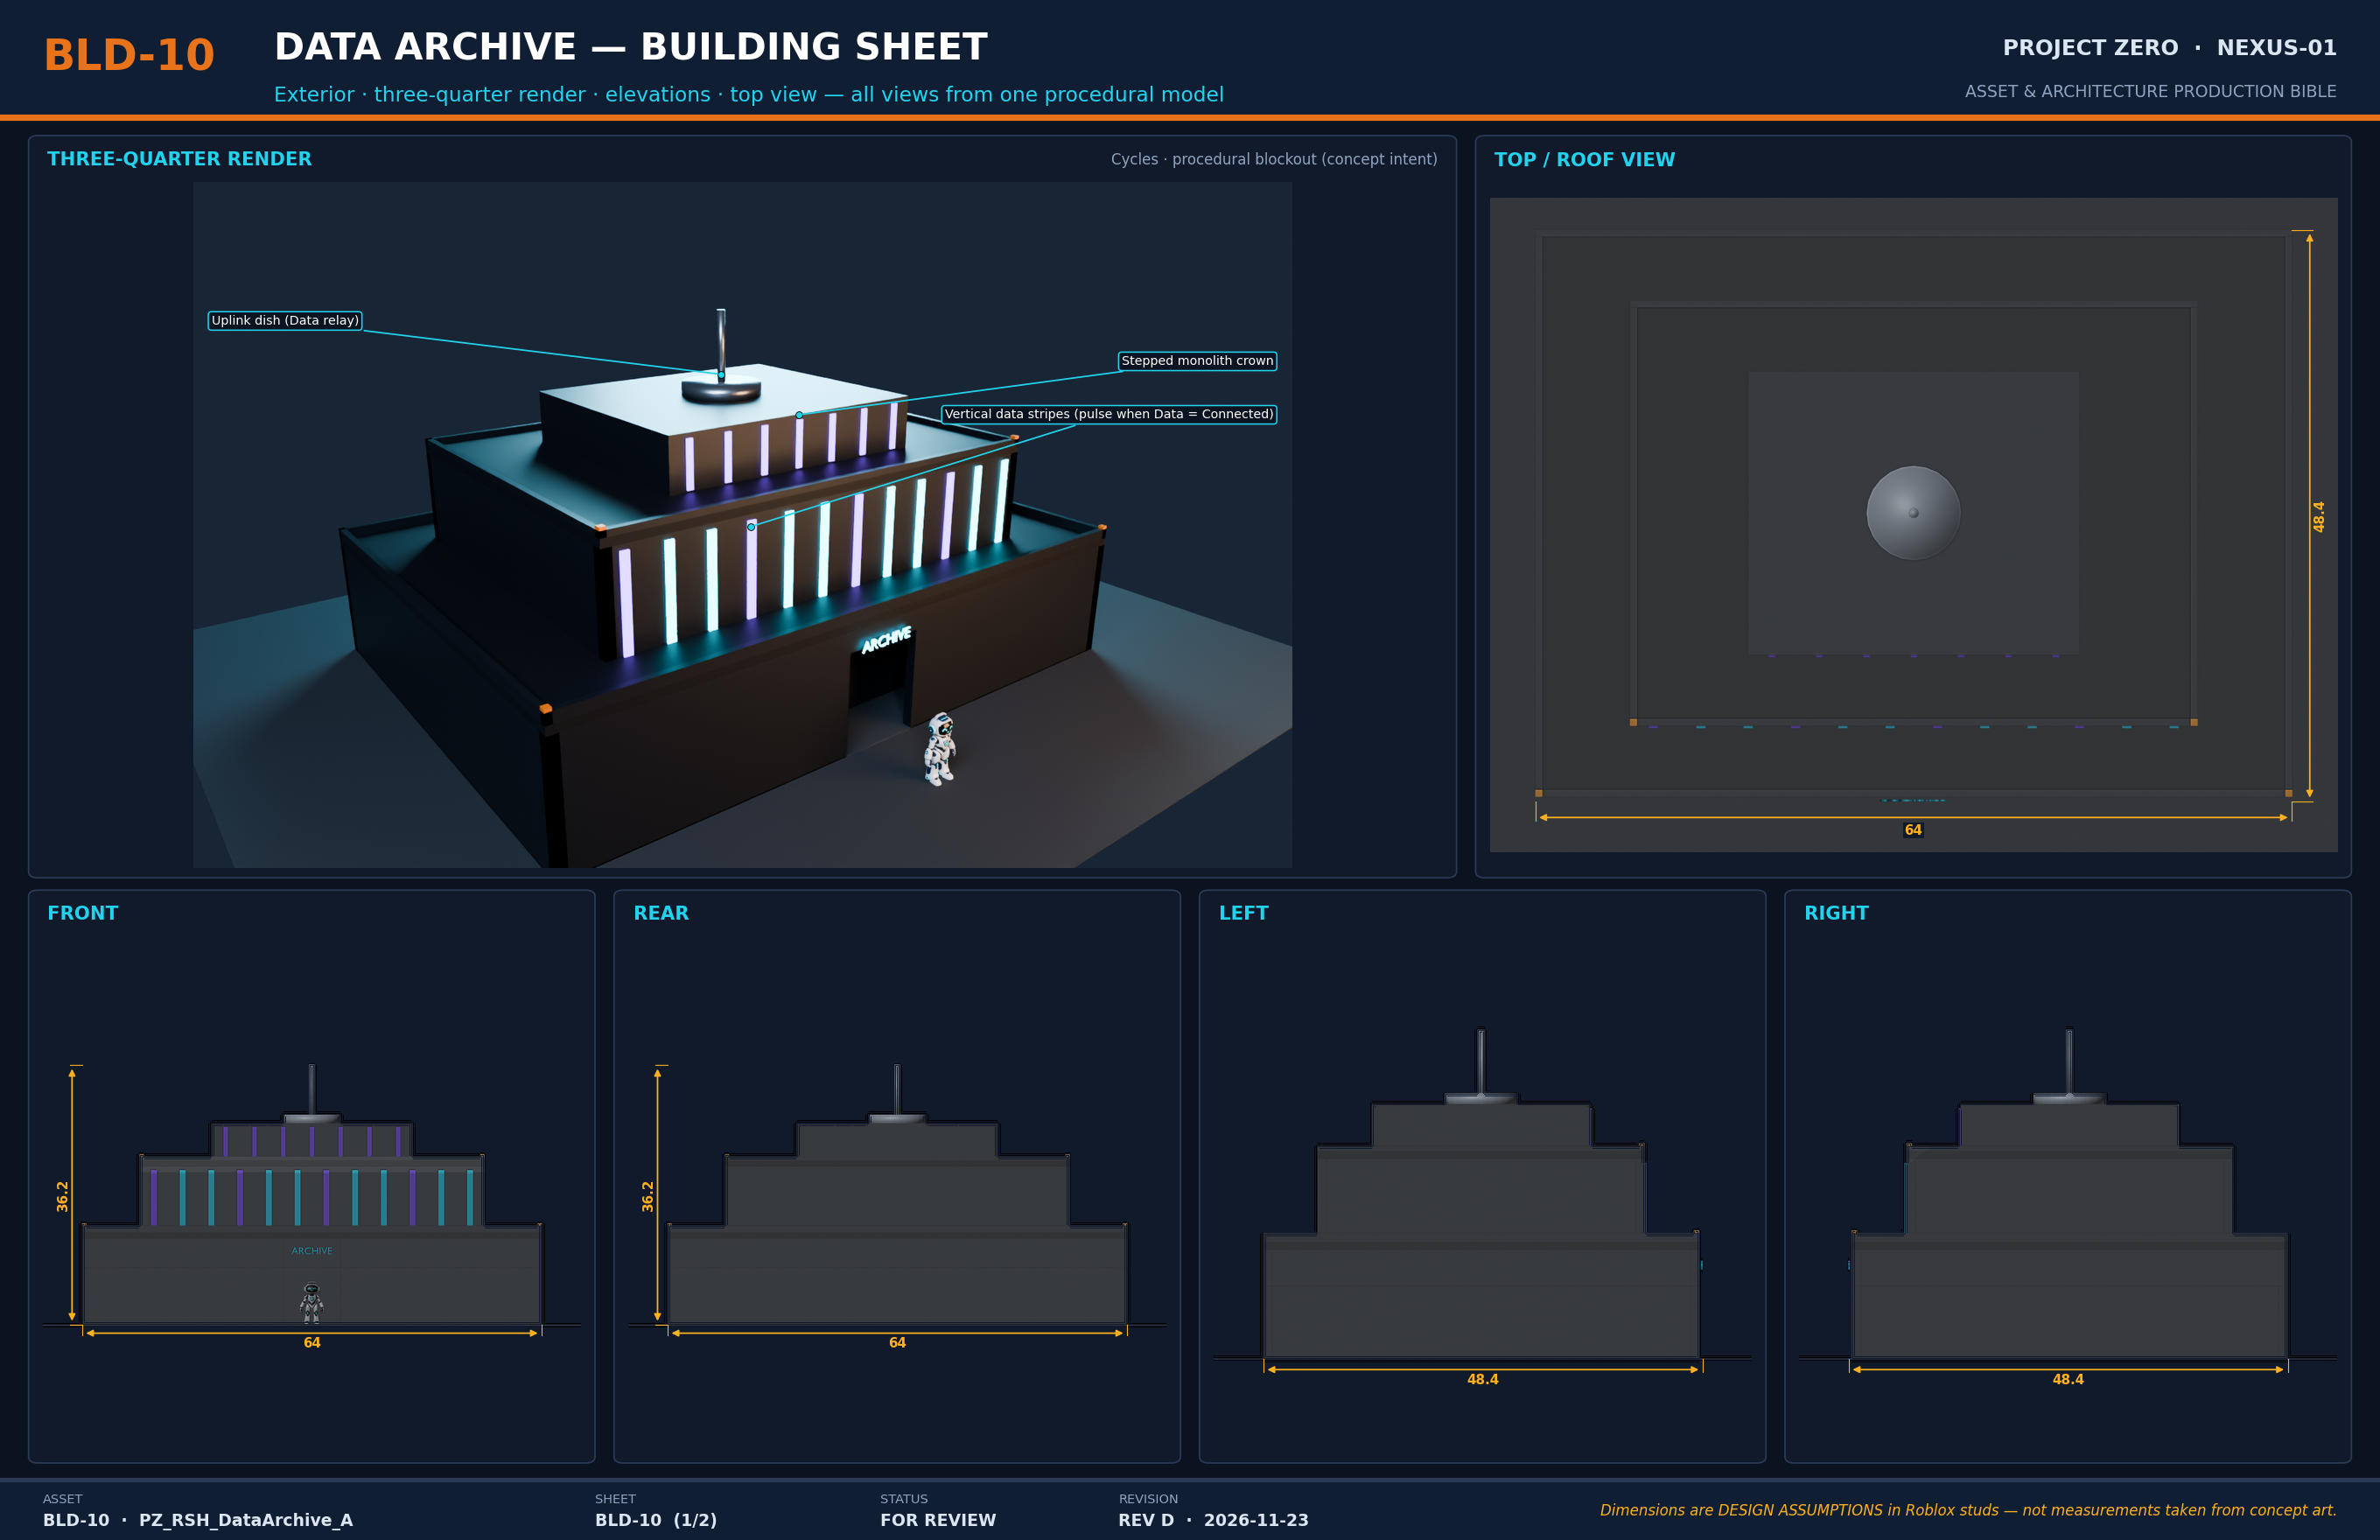 BLD-10
DATA ARCHIVE — BUILDING SHEET
Exterior · three-quarter render · elevations · top view — all views from one procedural model
PROJECT ZERO · NEXUS-01
ASSET & ARCHITECTURE PRODUCTION BIBLE
THREE-QUARTER RENDER
Cycles · procedural blockout (concept intent)
Uplink dish (Data relay)
Stepped monolith crown
Vertical data stripes (pulse when Data = Connected)
ARCHIVE
TOP / ROOF VIEW
48.4
64
FRONT
36.2
ARCHIVE
64
REAR
36.2
64
LEFT
48.4
RIGHT
48.4
ASSET
BLD-10 · PZ_RSH_DataArchive_A
SHEET
BLD-10 (1/2)
STATUS
FOR REVIEW
REVISION
REV D · 2026-11-23
Dimensions are DESIGN ASSUMPTIONS in Roblox studs — not measurements taken from concept art.